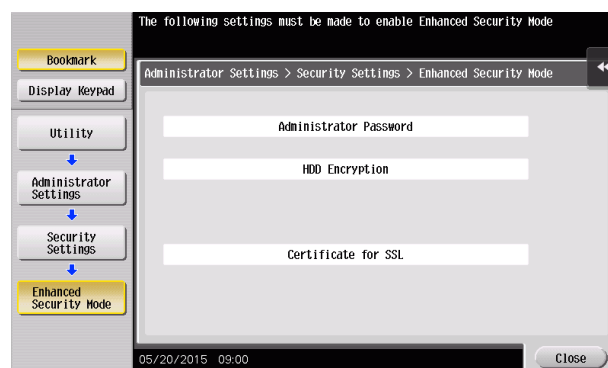 The following settings must be made to enable Enhanced Security Mode
Bookmark
Display Keypad
Utility
Administrator
Settings
Security
Settings
Enhanced
Security Mode
Administrator Settings > Security Settings > Enhanced Security Mode
Administrator Password
HDD Encryption
Certificate for SSL
05/20/2015 09:00
Close